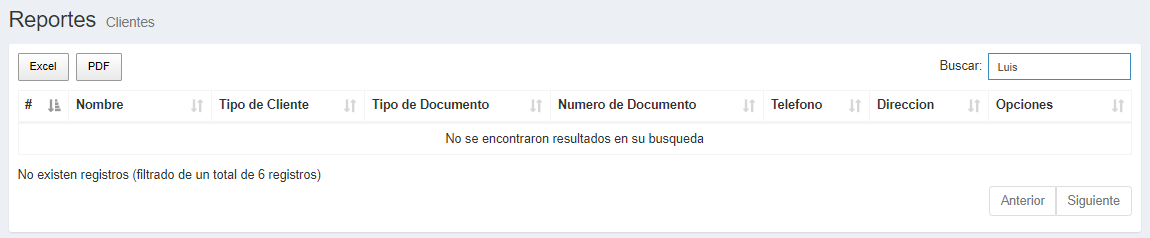 Reportes Clientes
Excel PDF Buscar: Luis
# Nombre Tipo de Cliente Tipo de Documento Numero de Documento Telefono Direccion Opciones
No se encontraron resultados en su busqueda
No existen registros (filtrado de un total de 6 registros)
Anterior Siguiente